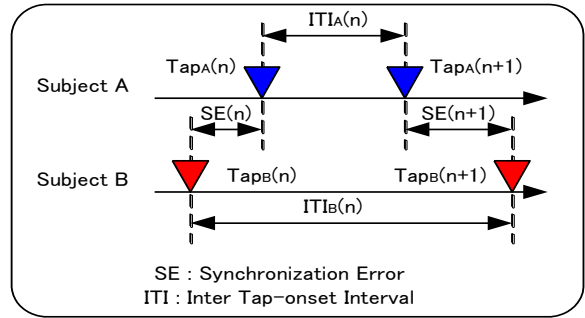 ITIA(n)
TapA(n) TapA(n+1)
Subject A
SE(n) SE(n+1)
Subject B TapB(n) TapB(n+1)
ITIB(n)
SE : Synchronization Error
ITI : Inter Tap-onset Interval